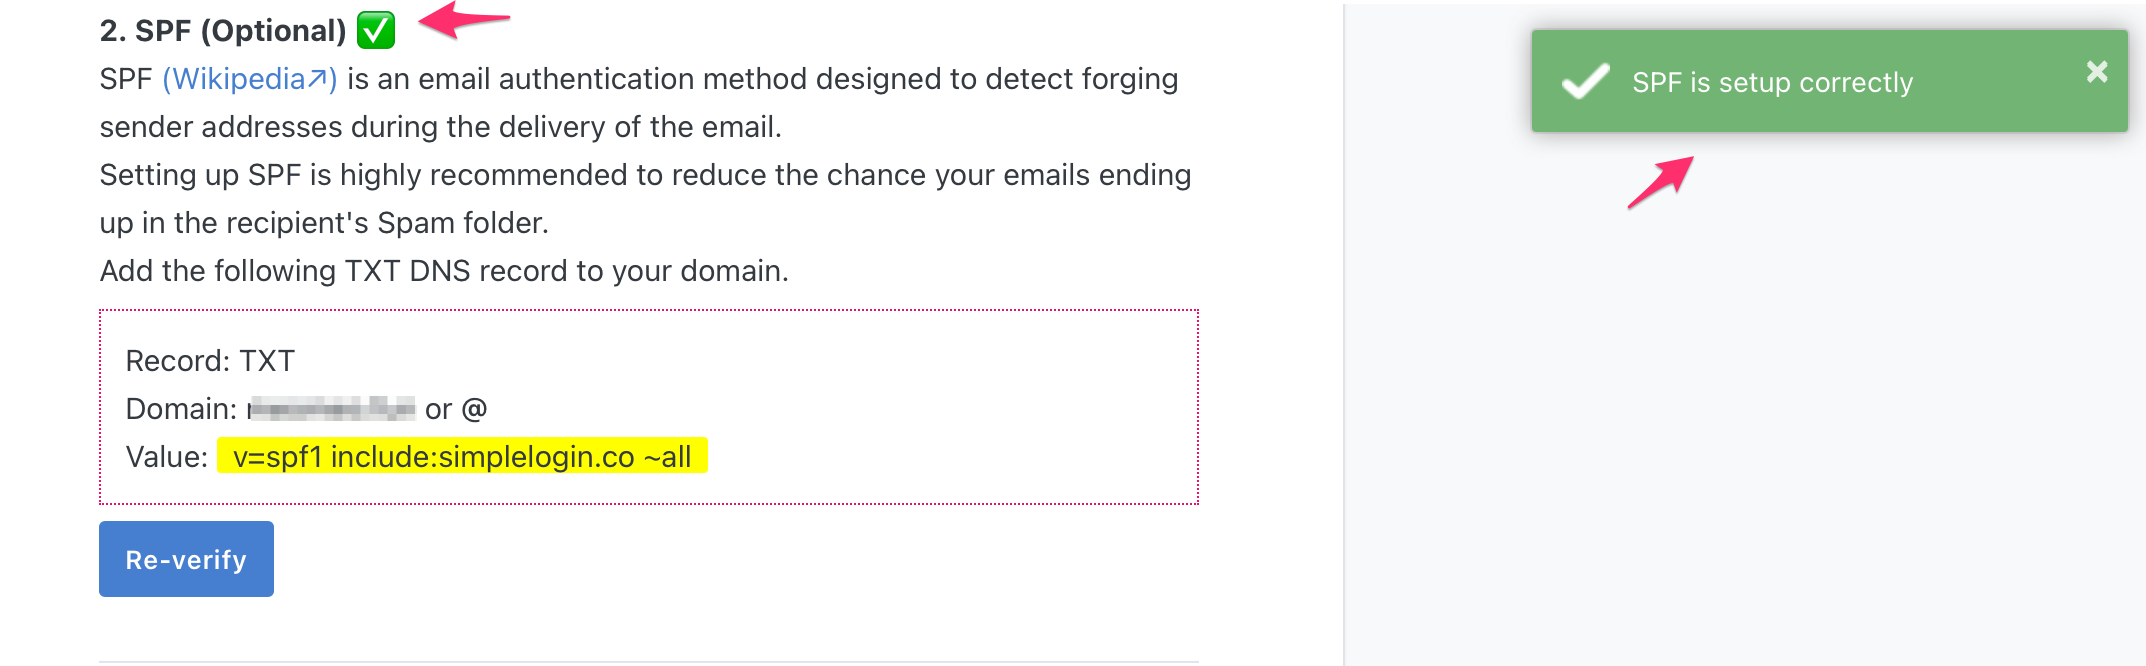 2. SPF (Optional) ✅
SPF (Wikipedia↗) is an email authentication method designed to detect forging
sender addresses during the delivery of the email.
Setting up SPF is highly recommended to reduce the chance your emails ending
up in the recipient's Spam folder.
Add the following TXT DNS record to your domain.
Record: TXT
Domain: or @
Value: v=spf1 include:simplelogin.co ~all
Re-verify
SPF is setup correctly ×